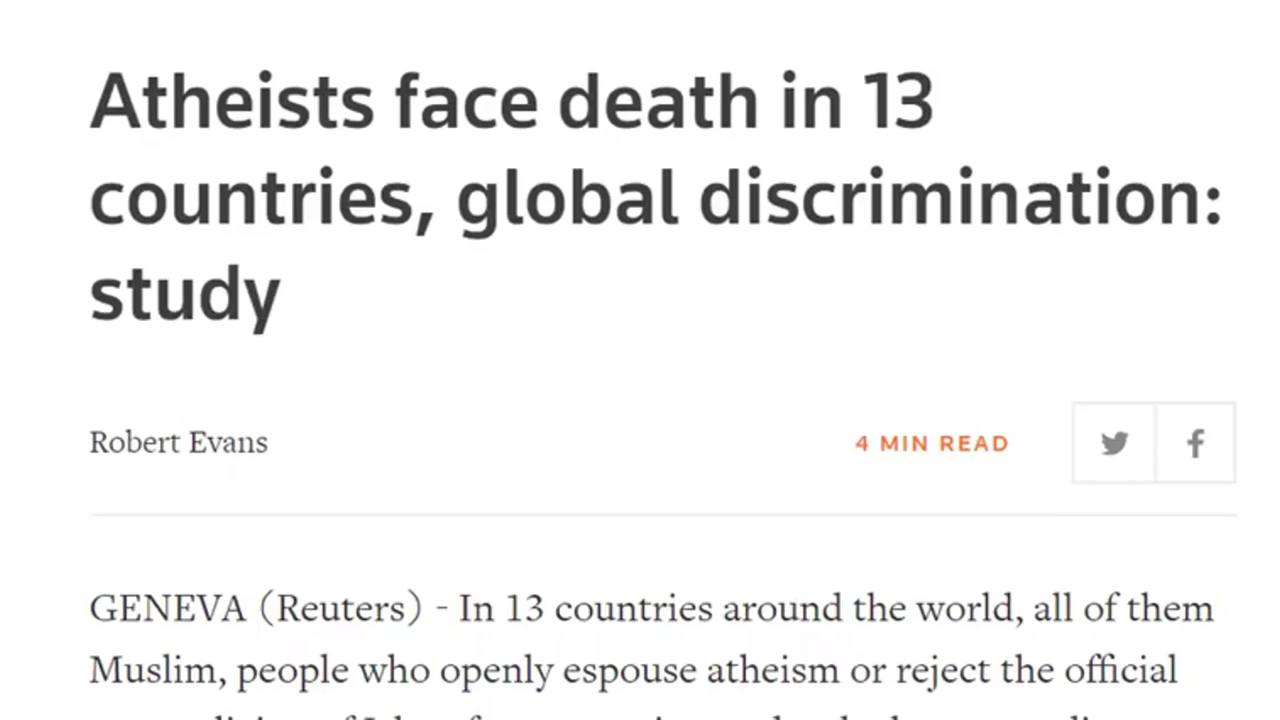 Atheists face death in 13
countries, global discrimination:
study
Robert Evans
4 MIN READ
GENEVA (Reuters) - In 13 countries around the world, all of them
Muslim, people who openly espouse atheism or reject the official